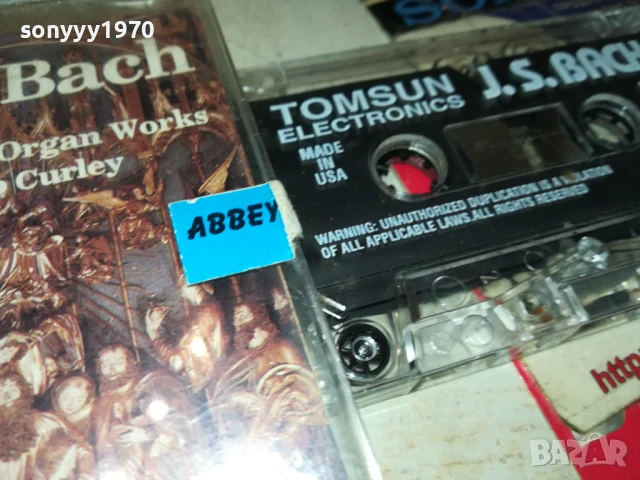 sonyyy1970
sonyyy1970
Bach
Organ Works
Curley
ABBEY
TOMSUN
ELECTRONICS
J.S.BACH
MADE
IN
USA
WARNING: UNAUTHORIZED DUPLICATION IS A VIOLATION
OF ALL APPLICABLE LAWS.ALL RIGHTS RESERVED
http
BAZAR